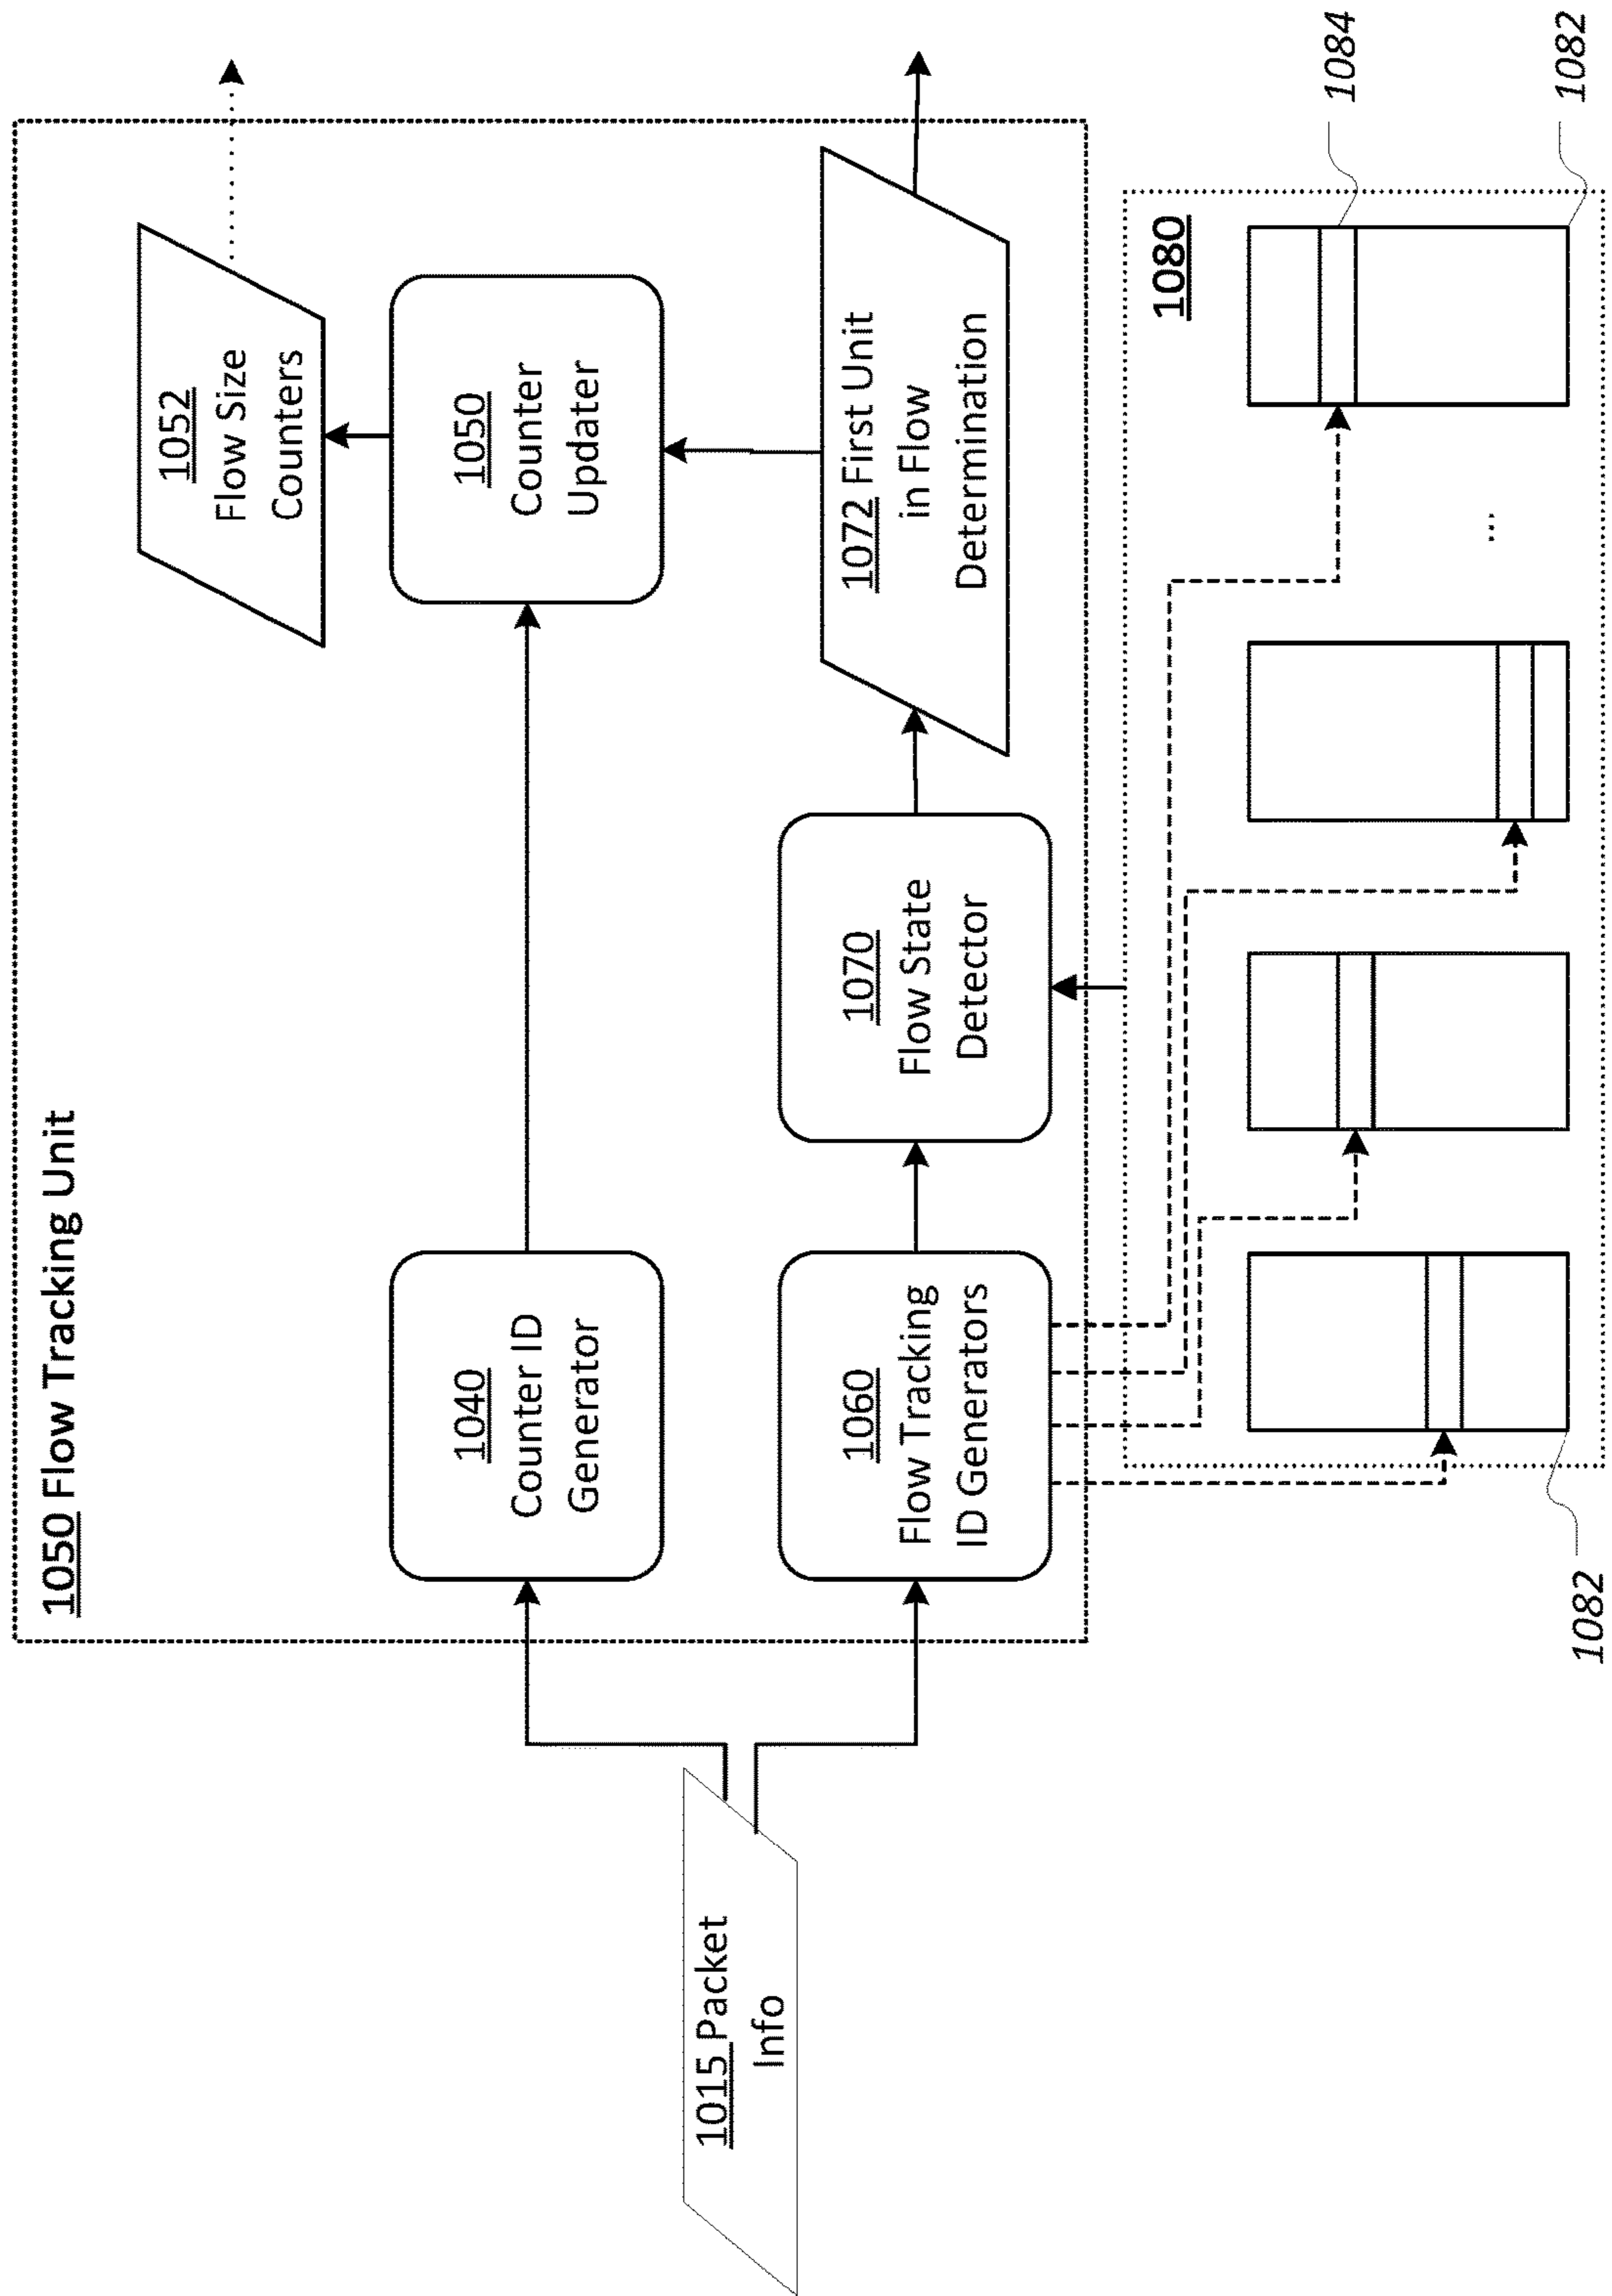 1050 Flow Tracking Unit
1052
Flow Size
Counters
1040
Counter ID
Generator
1050
Counter
Updater
1015 Packet
Info
1060
Flow Tracking
ID Generators
1070
Flow State
Detector
1072 First Unit
in Flow
Determination
1080
1084
...
1082
1082